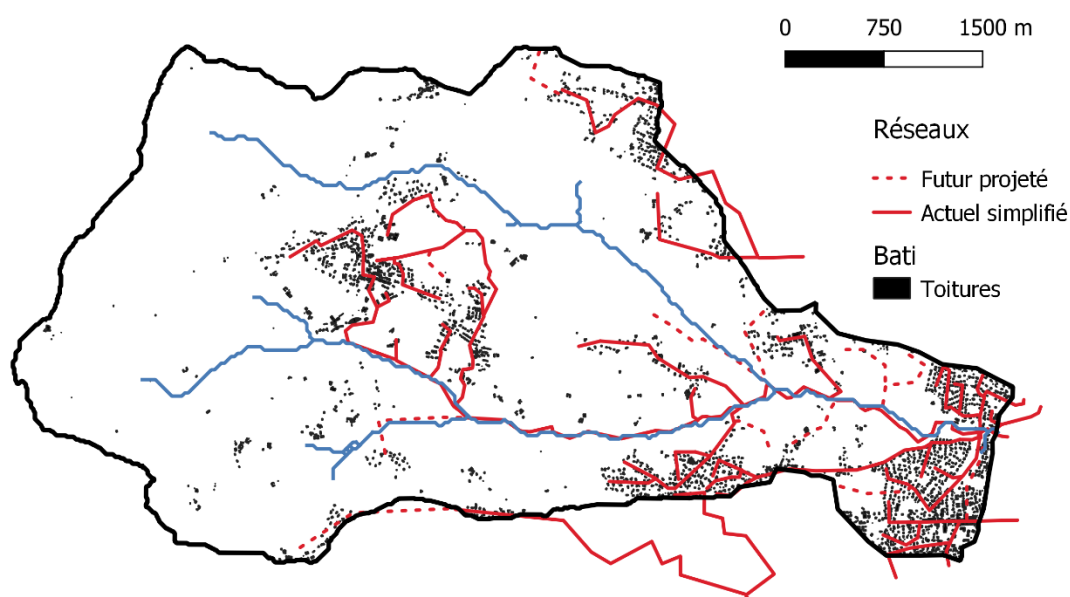 0 750 1500 m
Réseaux
Futur projeté
Actuel simplifié
Bati
Toitures